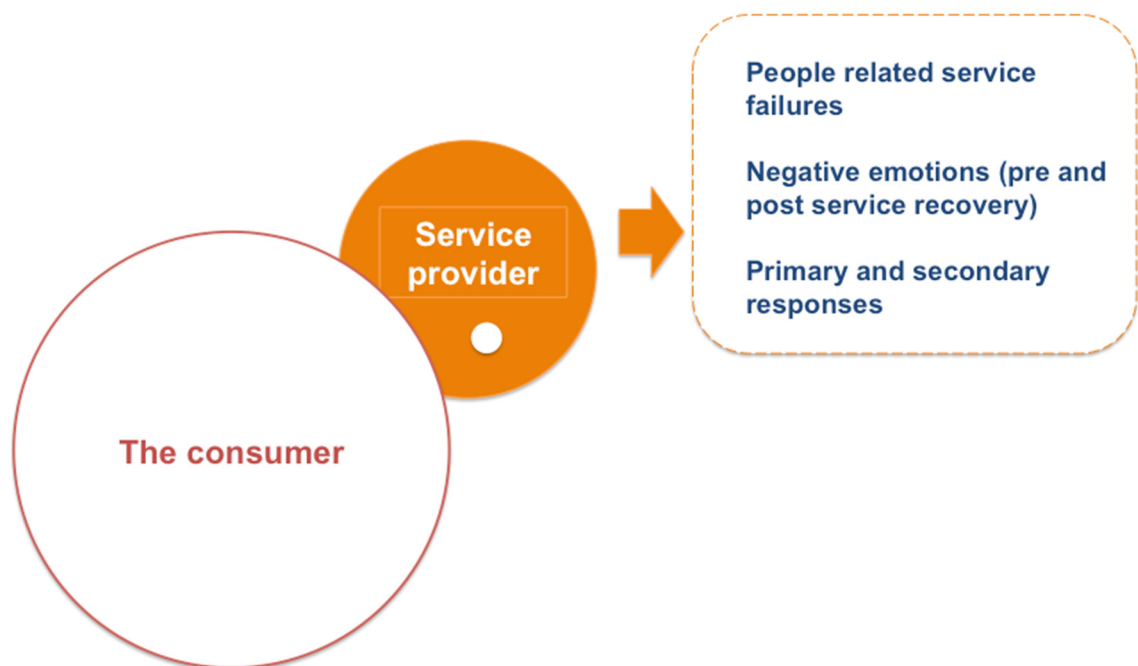 People related service
failures
Negative emotions (pre and
post service recovery)
Primary and secondary
responses
Service
provider
The consumer